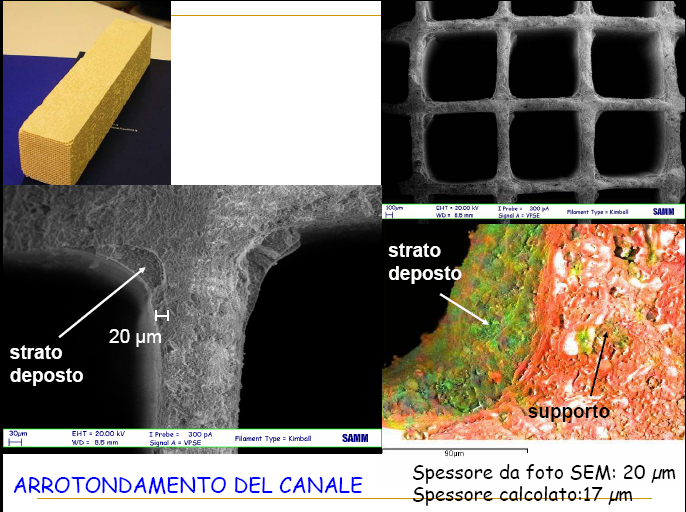 100µm
EHT = 20.00 kV
WD = 8.5 mm
I Probe = 300 pA
Signal A = VPSE
Filament Type = Kimball
SAMM
strato
deposto
20 µm
strato
deposto
supporto
30µm
EHT = 20.00 kV
WD = 8.5 mm
I Probe = 300 pA
Signal A = VPSE
Filament Type = Kimball
SAMM
90µm
ARROTONDAMENTO DEL CANALE
Spessore da foto SEM: 20 µm
Spessore calcolato:17 µm